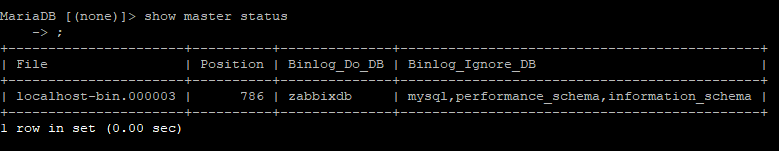 MariaDB [(none)]> show master status
    -> ;
+-----------------------+----------+--------------+---------------------------------------------+
| File                  | Position | Binlog_Do_DB | Binlog_Ignore_DB                            |
+-----------------------+----------+--------------+---------------------------------------------+
| localhost-bin.000003 |      786 | zabbixdb     | mysql,performance_schema,information_schema |
+-----------------------+----------+--------------+---------------------------------------------+
1 row in set (0.00 sec)